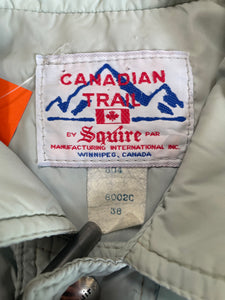 CANADIAN
TRAIL
BY Squire PAR
MANUFACTURING INTERNATIONAL INC.
WINNIPEG, CANADA
6002C
38